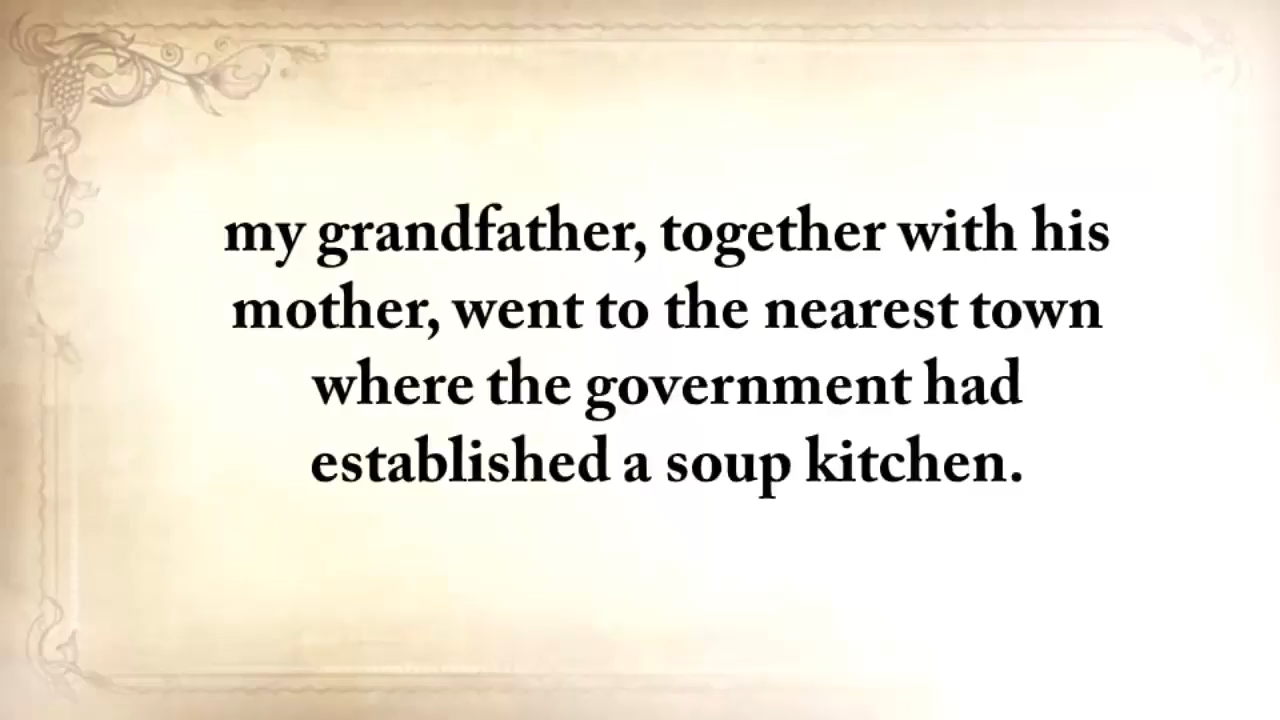 my grandfather, together with his
mother, went to the nearest town
where the government had
established a soup kitchen.